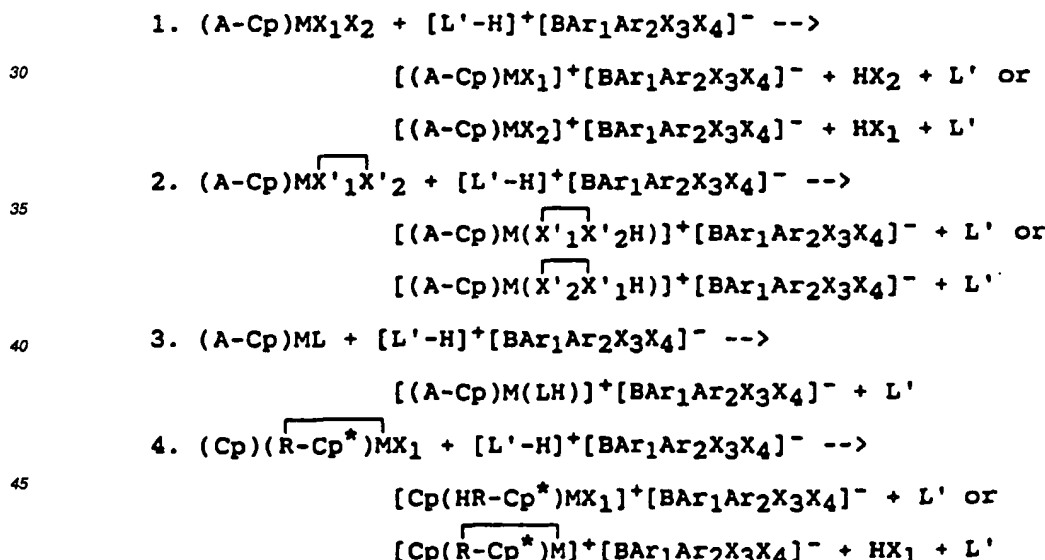 1. (A-Cp)MX1X2 + [L'-H]+[BAr1Ar2X3X4]- -->
30 [(A-Cp)MX1]+[BAr1Ar2X3X4]- + HX2 + L' or
[(A-Cp)MX2]+[BAr1Ar2X3X4]- + HX1 + L'
2. (A-Cp)MX'1X'2 + [L'-H]+[BAr1Ar2X3X4]- -->
35 [(A-Cp)M(X'1X'2H)]+[BAr1Ar2X3X4]- + L' or
[(A-Cp)M(X'2X'1H)]+[BAr1Ar2X3X4]- + L'
40 3. (A-Cp)ML + [L'-H]+[BAr1Ar2X3X4]- -->
[(A-Cp)M(LH)]+[BAr1Ar2X3X4]- + L'
4. (Cp)(R-Cp*)MX1 + [L'-H]+[BAr1Ar2X3X4]- -->
45 [Cp(HR-Cp*)MX1]+[BAr1Ar2X3X4]- + L' or
[Cp(R-Cp*)M]+[BAr1Ar2X3X4]- + HX1 + L'